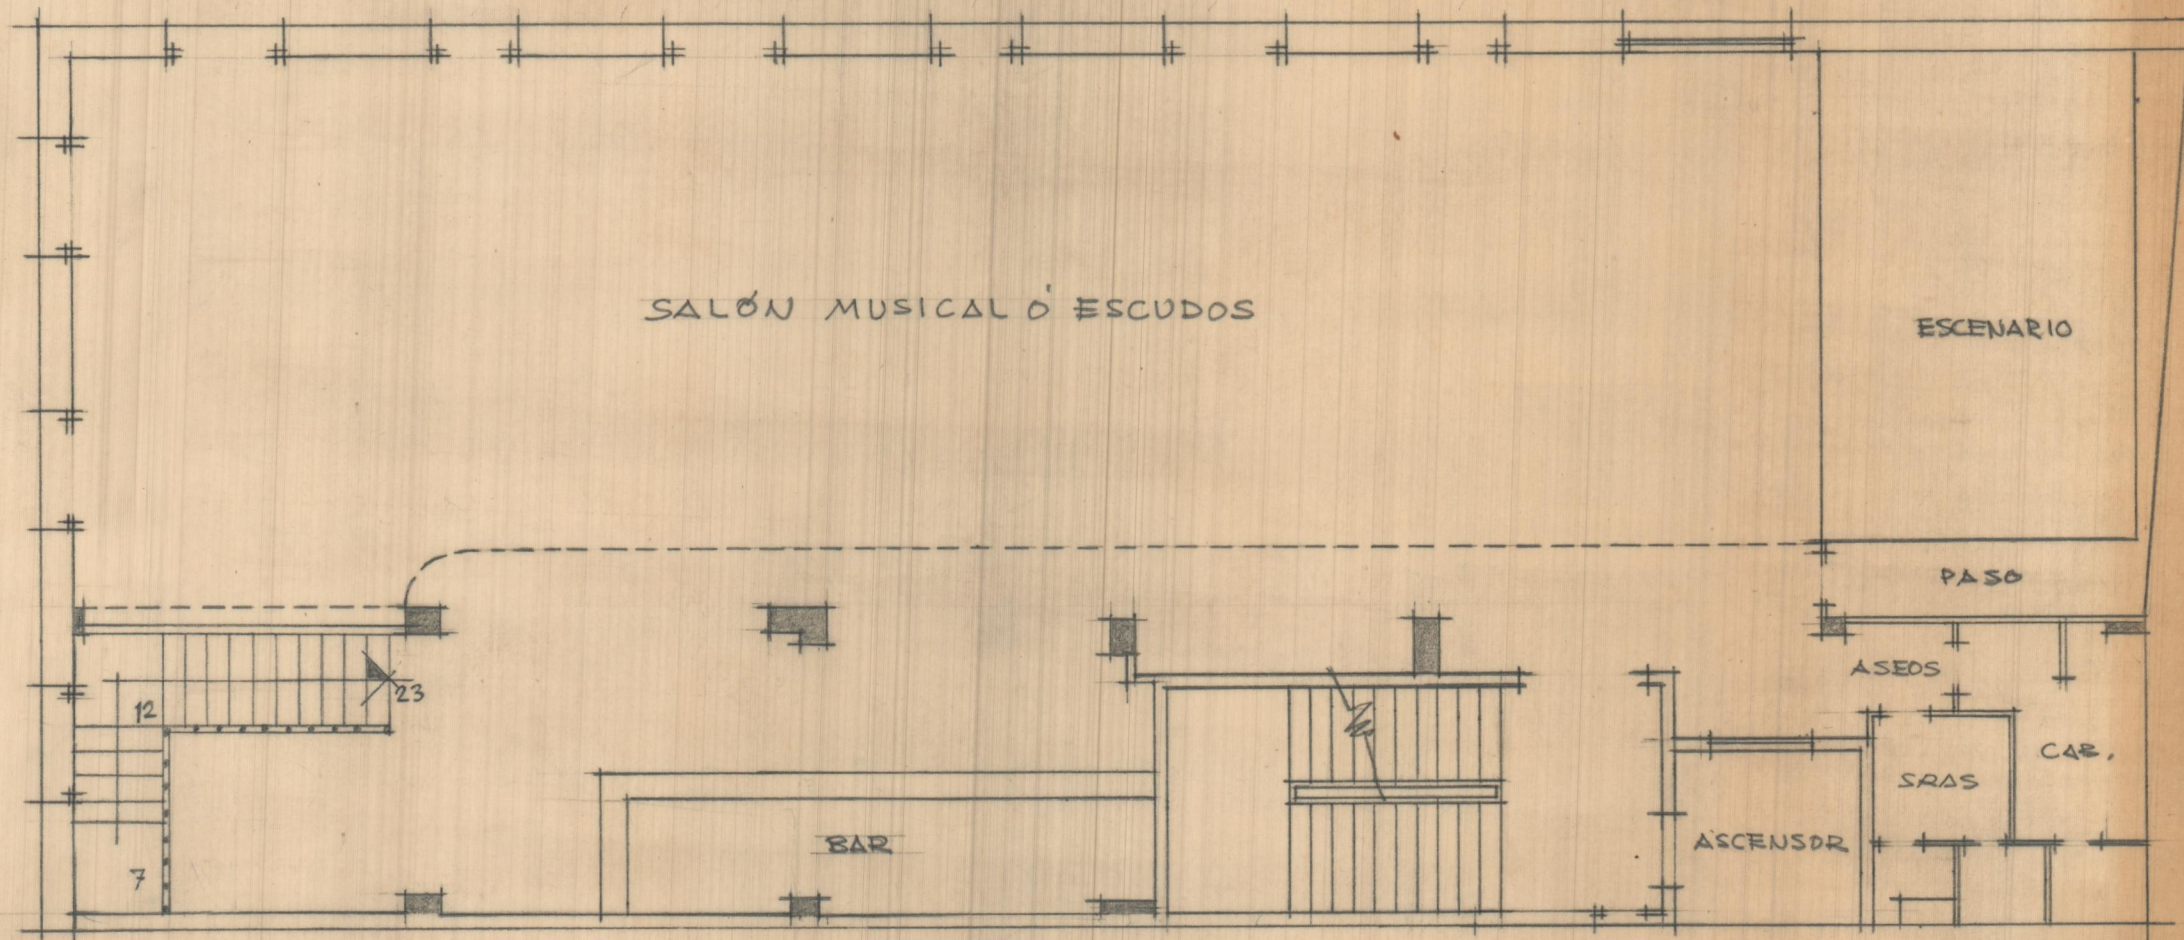 SALÓN MUSICAL Ó ESCUDOS
ESCENARIO
PASO
ASEOS
23
12
CAB.
SRAS
BAR
ASCENSOR
7